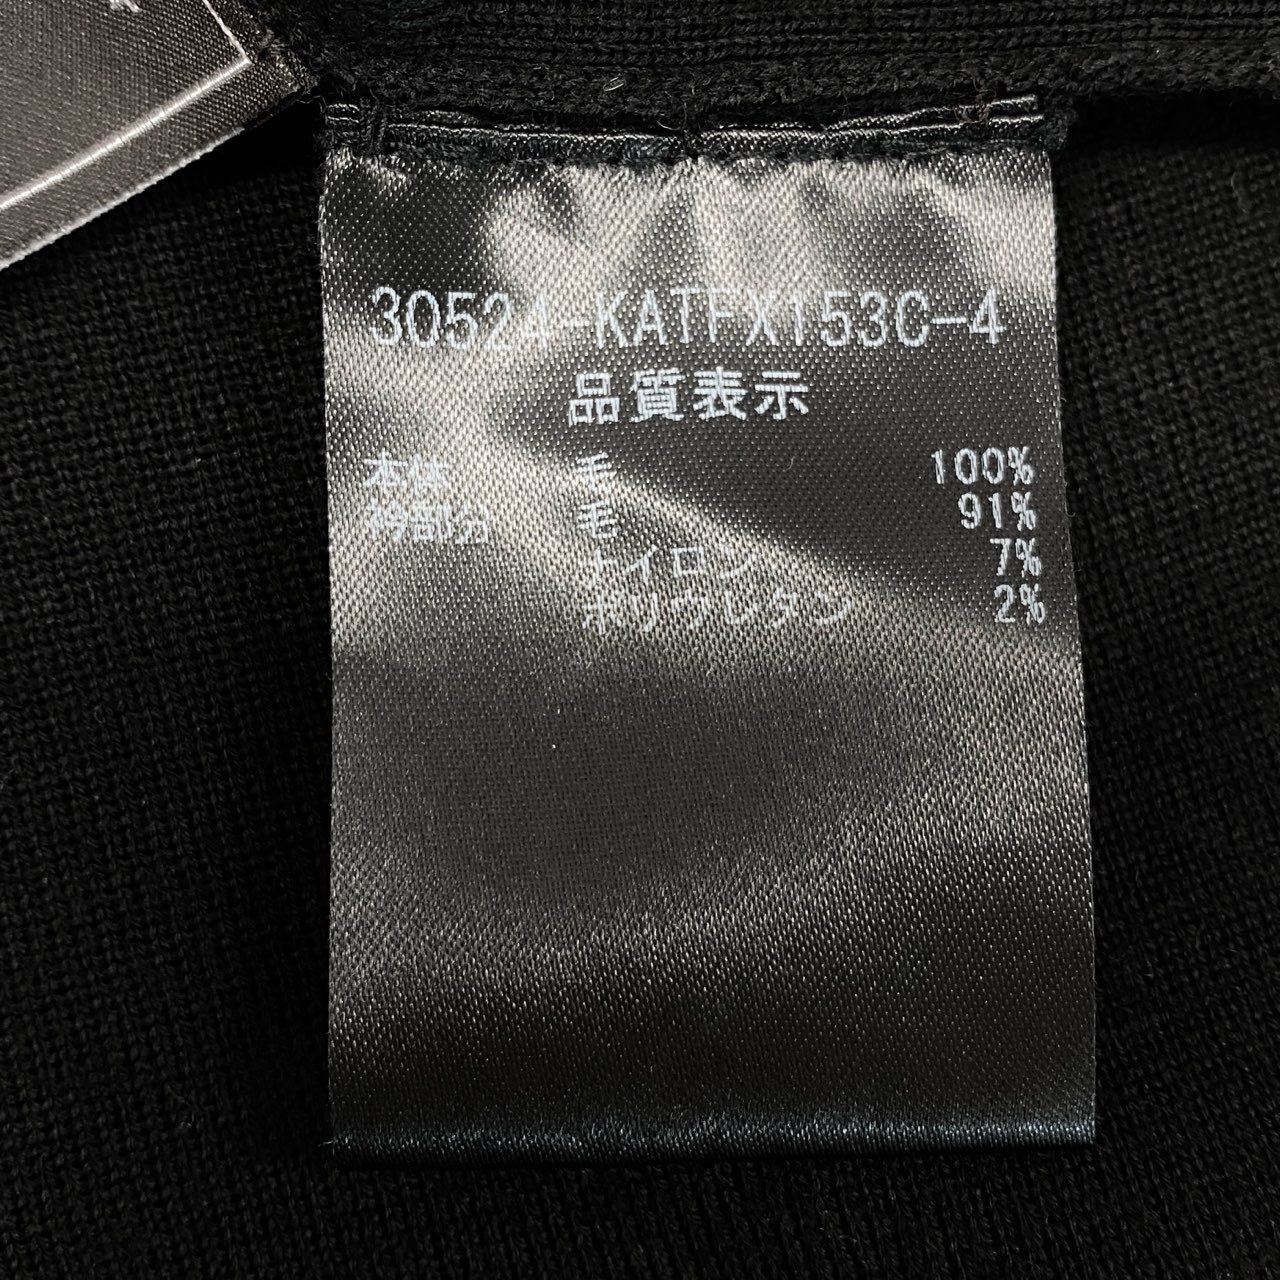 30524-KATFX153C-4
品質表示
本体 毛 100%
衿部分 毛 91%
ナイロン 7%
ポリウレタン 2%